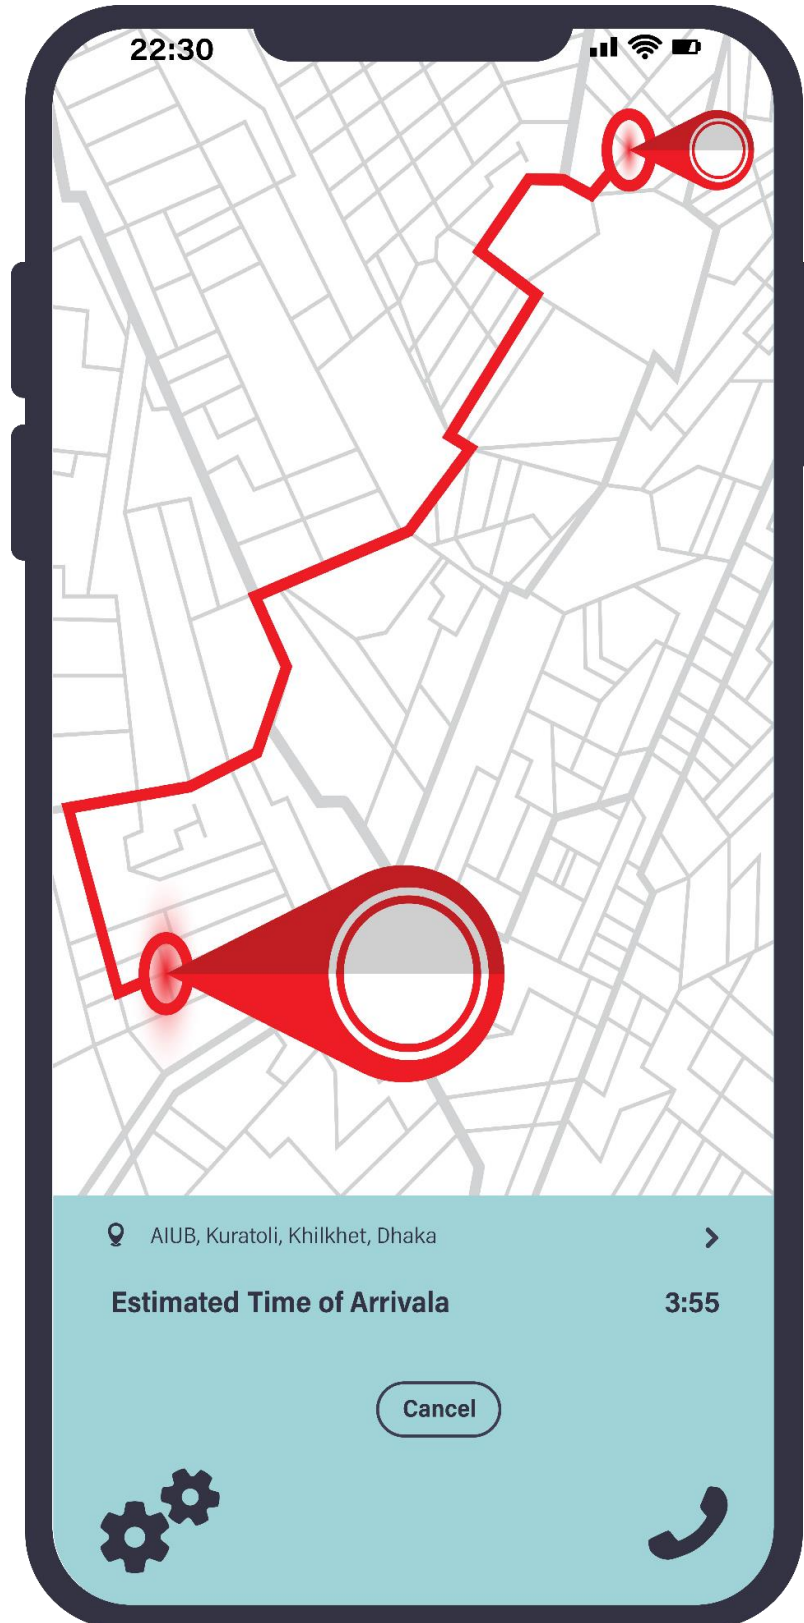 22:30
AIUB, Kuratoli, Khilkhet, Dhaka
Estimated Time of Arrivala 3:55
Cancel